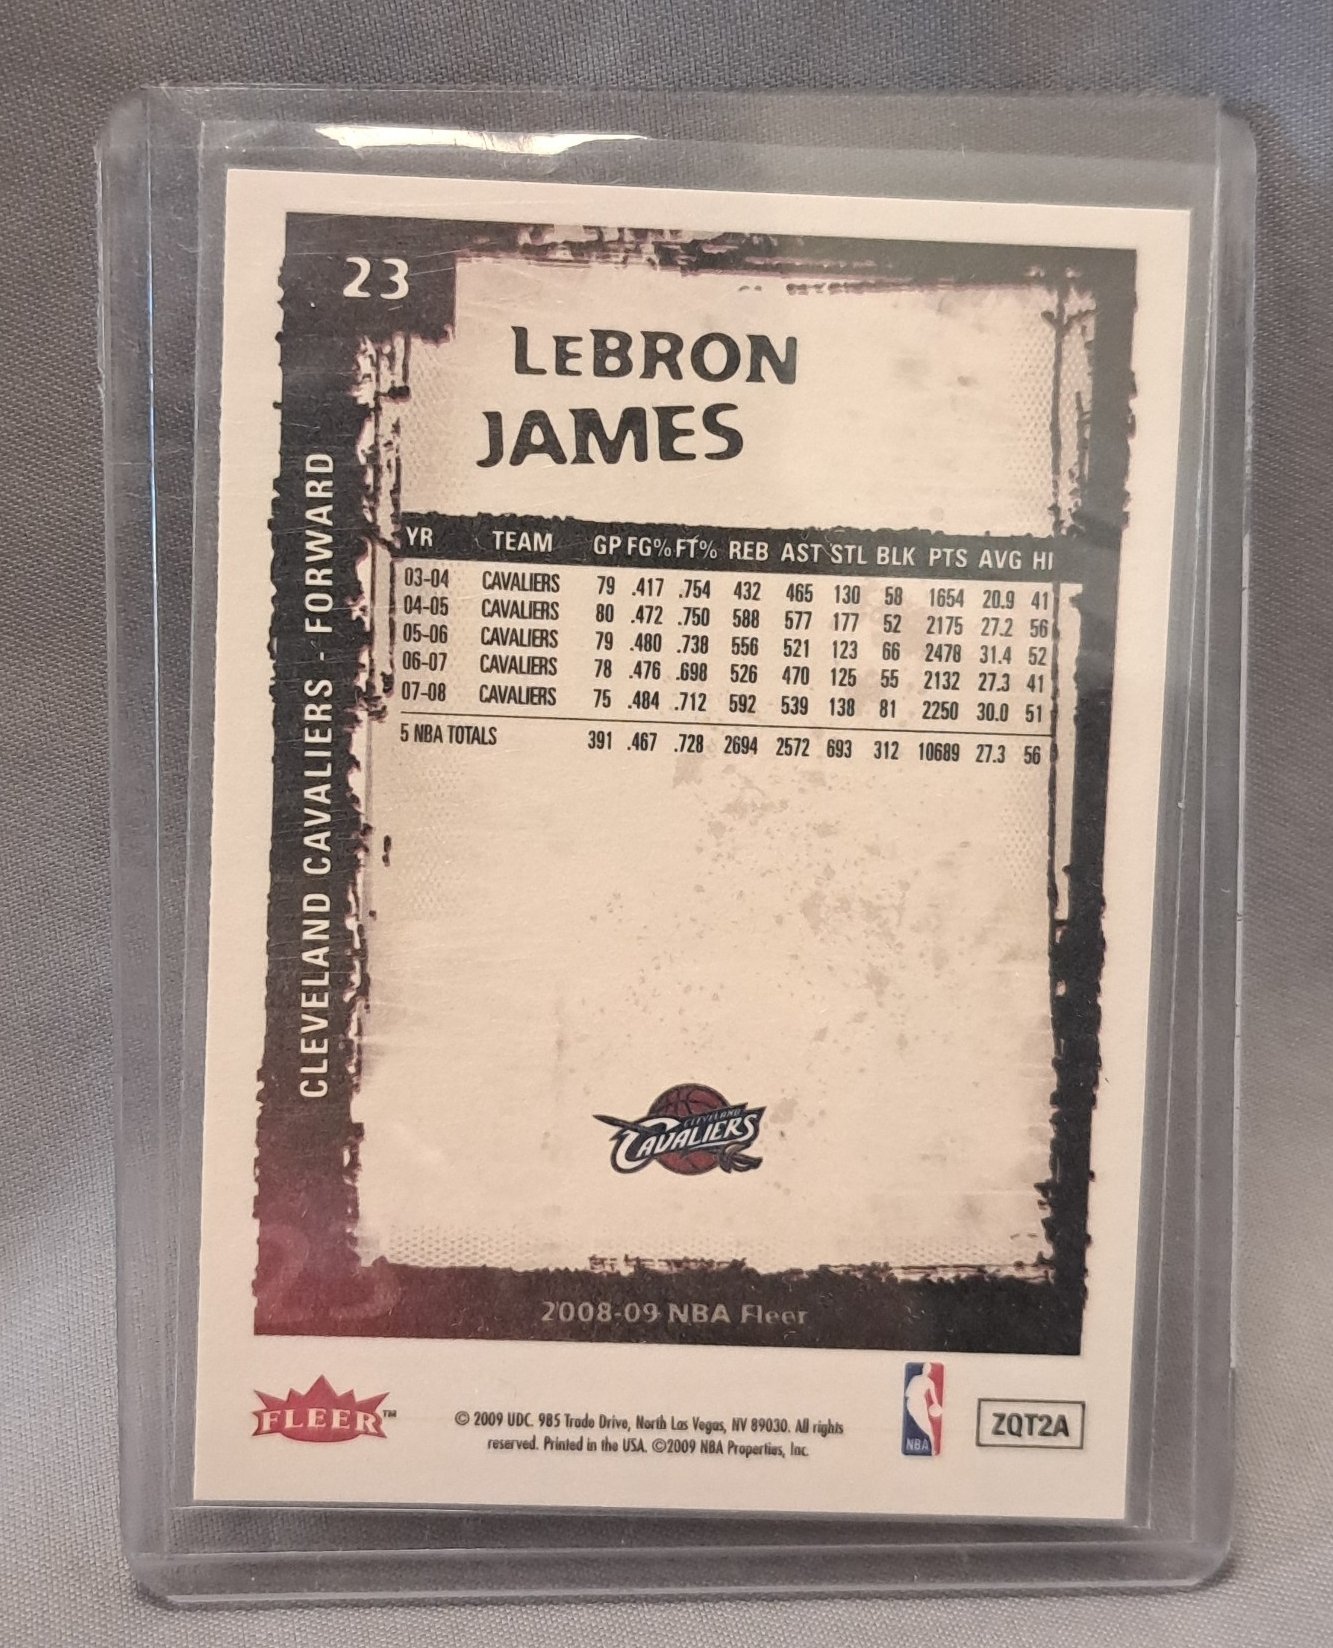 23
LEBRON
JAMES
CLEVELAND CAVALIERS - FORWARD
YR TEAM GP FG% FT% REB AST STL BLK PTS AVG HI
03-04 CAVALIERS 79 .417 .754 432 465 130 58 1654 20.9 41
04-05 CAVALIERS 80 .472 .750 588 577 177 52 2175 27.2 56
05-06 CAVALIERS 79 .480 .738 556 521 123 66 2478 31.4 52
06-07 CAVALIERS 78 .476 .698 526 470 125 55 2132 27.3 41
07-08 CAVALIERS 75 .484 .712 592 539 138 81 2250 30.0 51
5 NBA TOTALS 391 .467 .728 2694 2572 693 312 10689 27.3 56
CLEVELAND
CAVALIERS
2008-09 NBA Fleer
FLEER™
© 2009 UDC. 985 Trade Drive, North Las Vegas, NV 89030. All rights
reserved. Printed in the USA. ©2009 NBA Properties, Inc.
NBA
ZQT2A